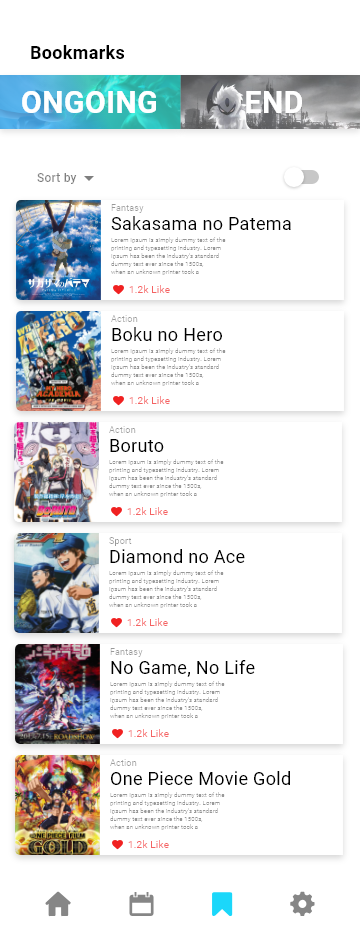 Bookmarks
ONGOING
END
Sort by
Fantasy
Sakasama no Patema
Lorem Ipsum is simply dummy text of the
printing and typesetting industry. Lorem
Ipsum has been the industry's standard
dummy text ever since the 1500s,
when an unknown printer took a
1.2k Like
サカサマのパテマ
Action
Boku no Hero
Lorem Ipsum is simply dummy text of the
printing and typesetting industry. Lorem
Ipsum has been the industry's standard
dummy text ever since the 1500s,
when an unknown printer took a
1.2k Like
Action
Boruto
Lorem Ipsum is simply dummy text of the
printing and typesetting industry. Lorem
Ipsum has been the industry's standard
dummy text ever since the 1500s,
when an unknown printer took a
1.2k Like
BORUTO
Sport
Diamond no Ace
Lorem Ipsum is simply dummy text of the
printing and typesetting industry. Lorem
Ipsum has been the industry's standard
dummy text ever since the 1500s,
when an unknown printer took a
1.2k Like
Fantasy
No Game, No Life
Lorem Ipsum is simply dummy text of the
printing and typesetting industry. Lorem
Ipsum has been the industry's standard
dummy text ever since the 1500s,
when an unknown printer took a
1.2k Like
ROADSHOW
Action
One Piece Movie Gold
Lorem Ipsum is simply dummy text of the
printing and typesetting industry. Lorem
Ipsum has been the industry's standard
dummy text ever since the 1500s,
when an unknown printer took a
1.2k Like
ONE PIECE FILM
GOLD